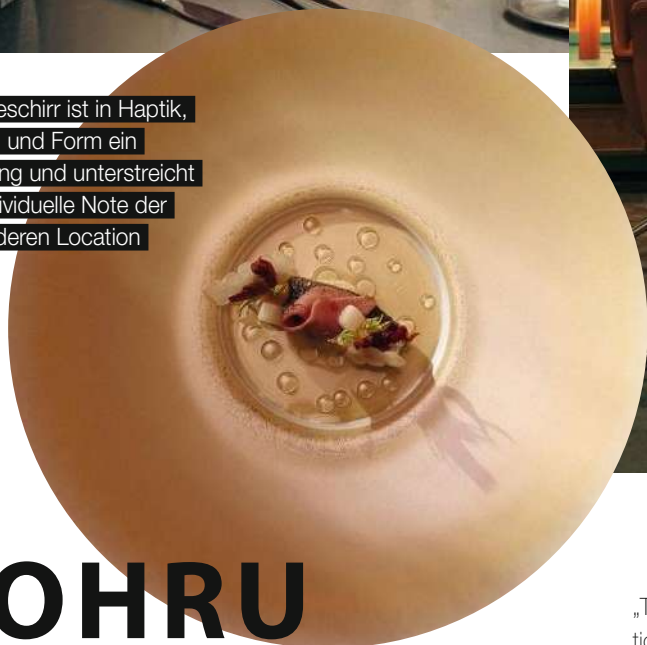 eschirr ist in Haptik,
und Form ein
ng und unterstreicht
ividuelle Note der
deren Location
OHRU
„T
tio